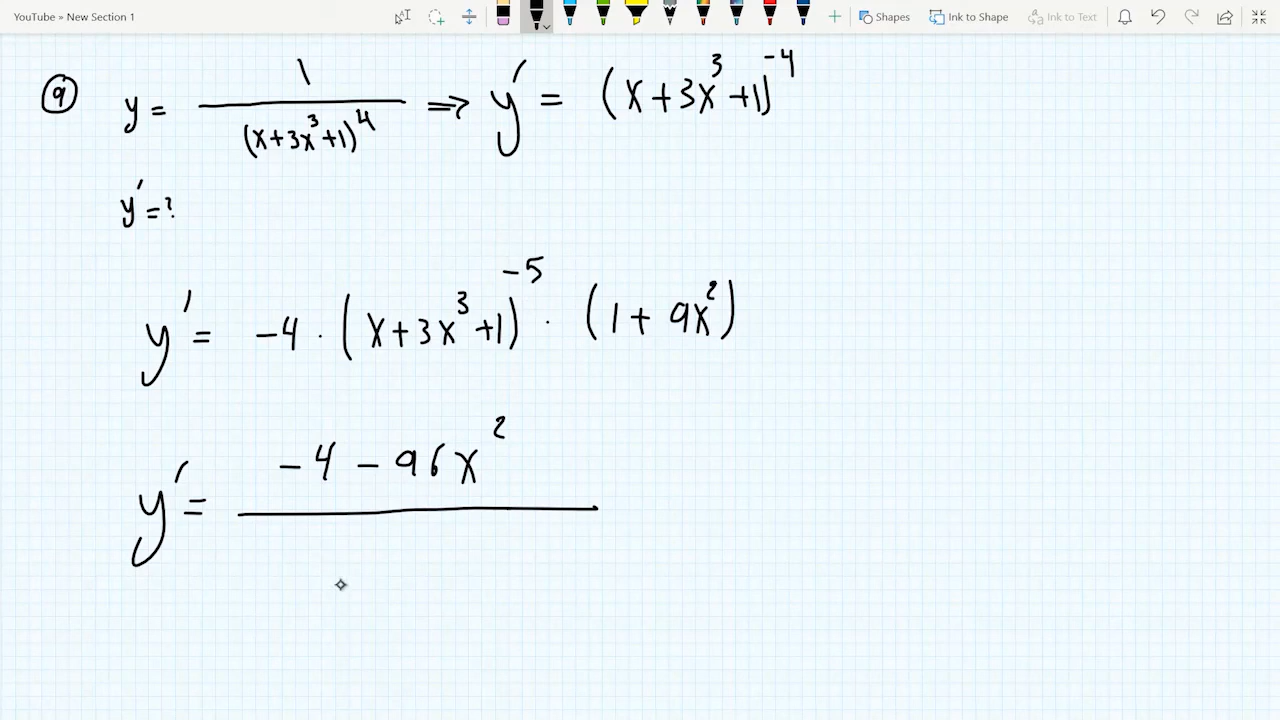 YouTube » New Section 1
Shapes Ink to Shape Ink to Text
9 y = 1 / (x+3x³+1)⁴ ⇒ y' = (x+3x³+1)⁻⁴
y' = ?
y' = -4 · (x+3x³+1)⁻⁵ · (1 + 9x²)
y' = -4 - 96x²